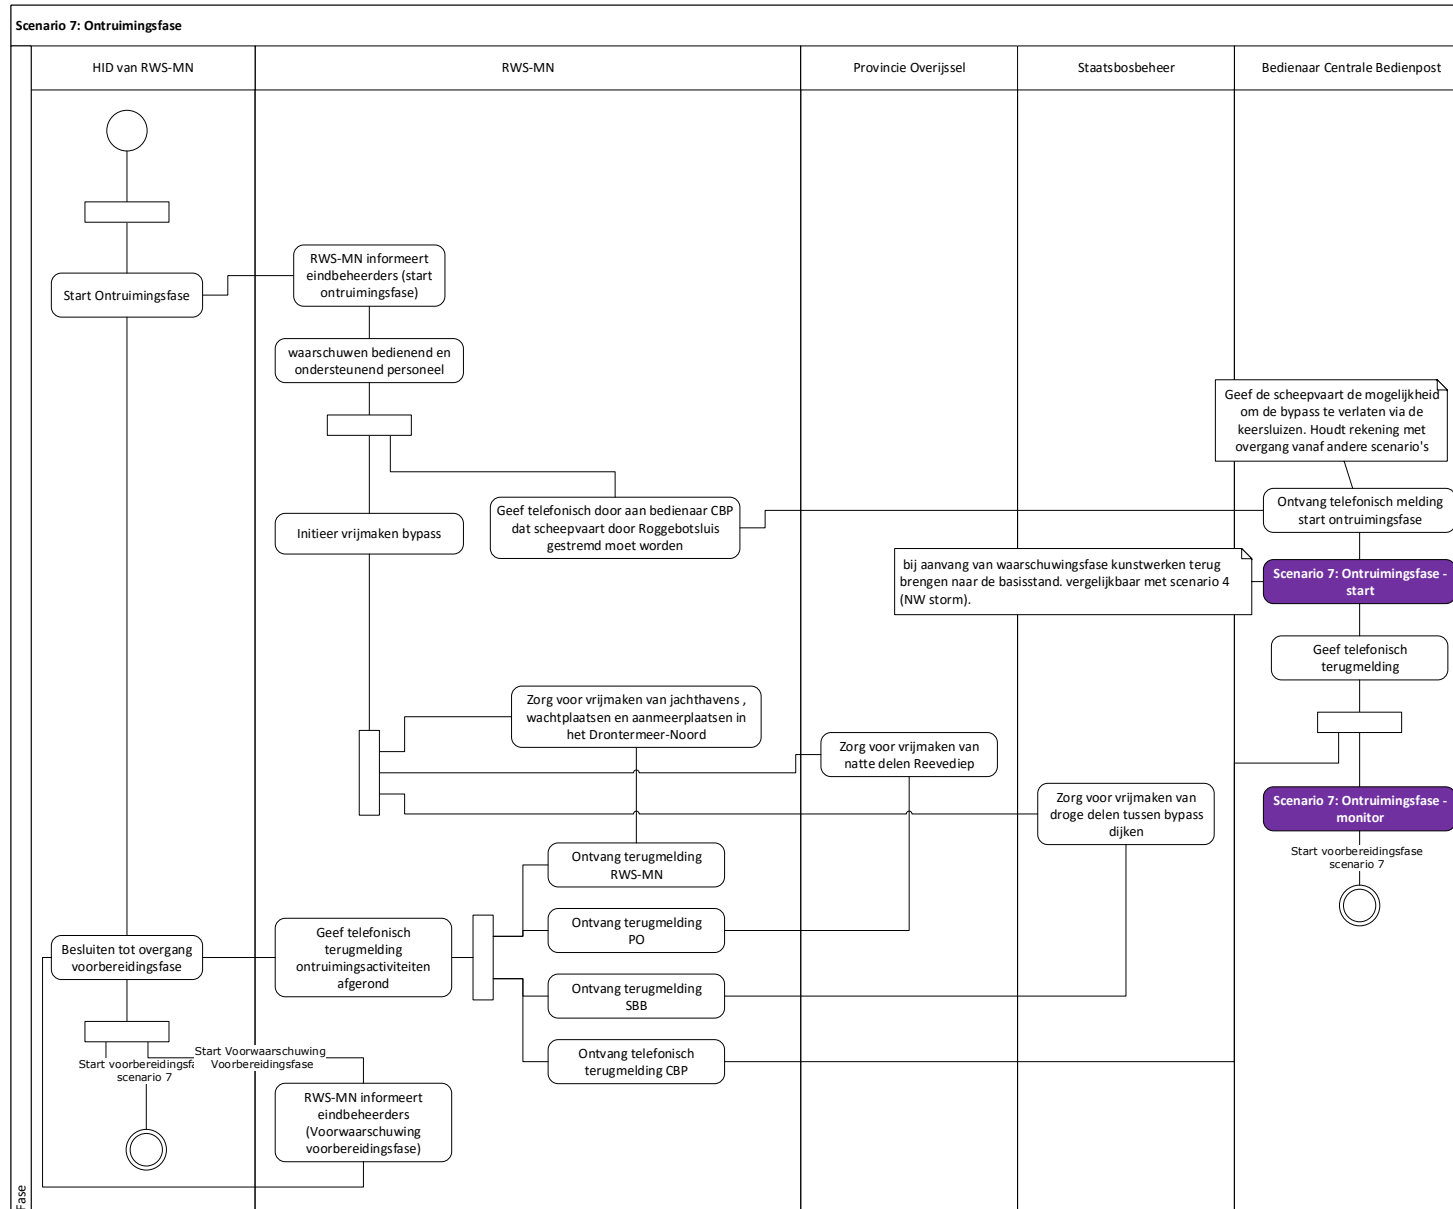 Scenario 7: Ontruimingsfase
HID van RWS-MN
RWS-MN
Provincie Overijssel
Staatsbosbeheer
Bedienaar Centrale Bedienpost
RWS-MN informeert
eindbeheerders (start
ontruimingsfase)
Start Ontruimingsfase
waarschuwen bedienend en
ondersteunend personeel
Geef de scheepvaart de mogelijkheid
om de bypass te verlaten via de
keersluizen. Houdt rekening met
overgang vanaf andere scenario's
Initieer vrijmaken bypass
Geef telefonisch door aan bedienaar CBP
dat scheepvaart door Roggebotsluis
gestremd moet worden
Ontvang telefonisch melding
start ontruimingsfase
bij aanvang van waarschuwingsfase kunstwerken terug
brengen naar de basisstand. vergelijkbaar met scenario 4
(NW storm).
Scenario 7: Ontruimingsfase -
start
Geef telefonisch
terugmelding
Zorg voor vrijmaken van jachthavens ,
wachtplaatsen en aanmeerplaatsen in
het Drontermeer-Noord
Zorg voor vrijmaken van
natte delen Reevediep
Zorg voor vrijmaken van
droge delen tussen bypass
dijken
Scenario 7: Ontruimingsfase -
monitor
Start voorbereidingsfase
scenario 7
Ontvang terugmelding
RWS-MN
Ontvang terugmelding
PO
Besluiten tot overgang
voorbereidingsfase
Geef telefonisch
terugmelding
ontruimingsactiviteiten
afgerond
Ontvang terugmelding
SBB
Ontvang telefonisch
terugmelding CBP
Start voorbereidingsfa
scenario 7
Start Voorwaarschuwing
Voorbereidingsfase
RWS-MN informeert
eindbeheerders
(Voorwaarschuwing
voorbereidingsfase)
Fase